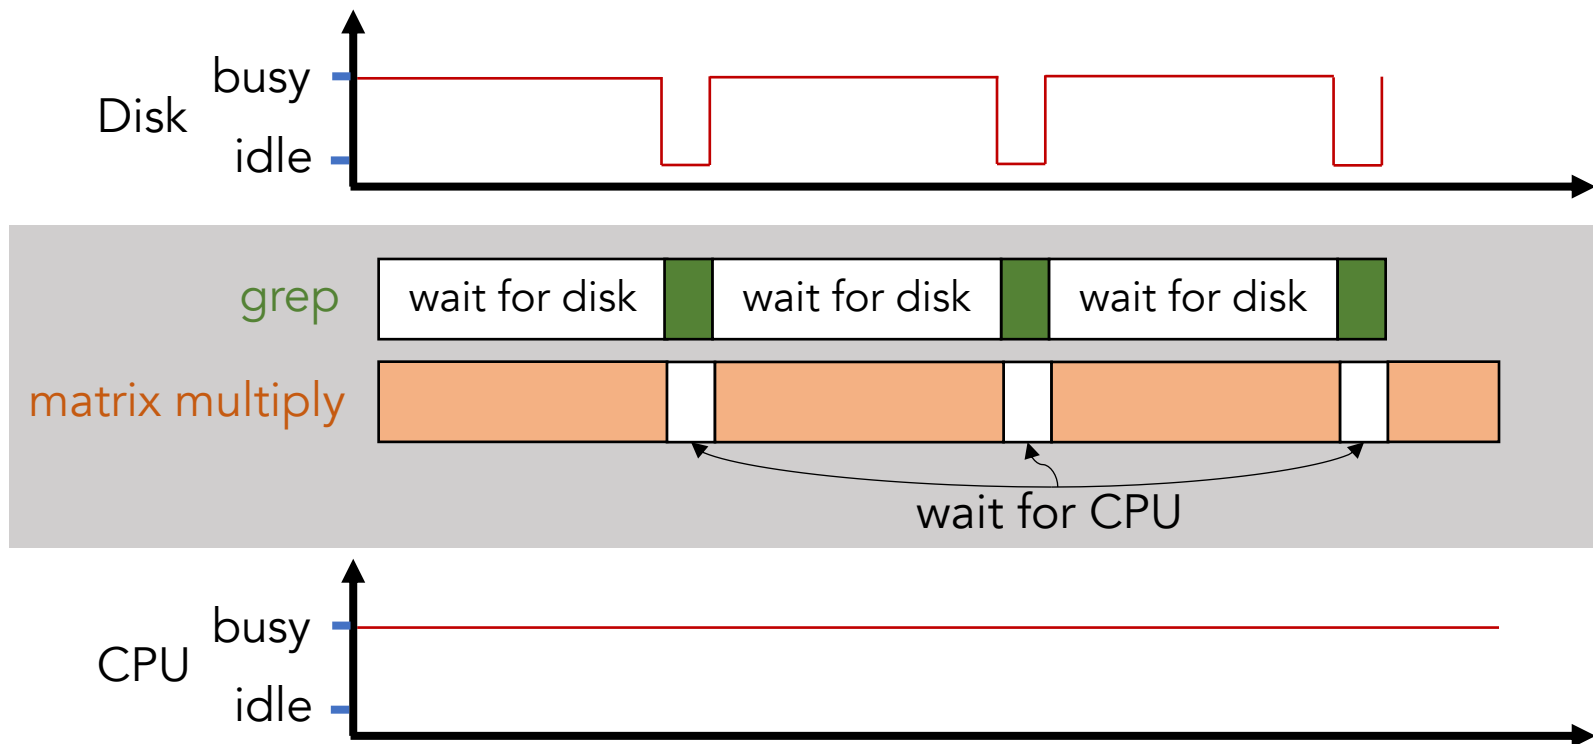 busy
Disk
idle
grep
wait for disk
wait for disk
wait for disk
matrix multiply
wait for CPU
busy
CPU
idle